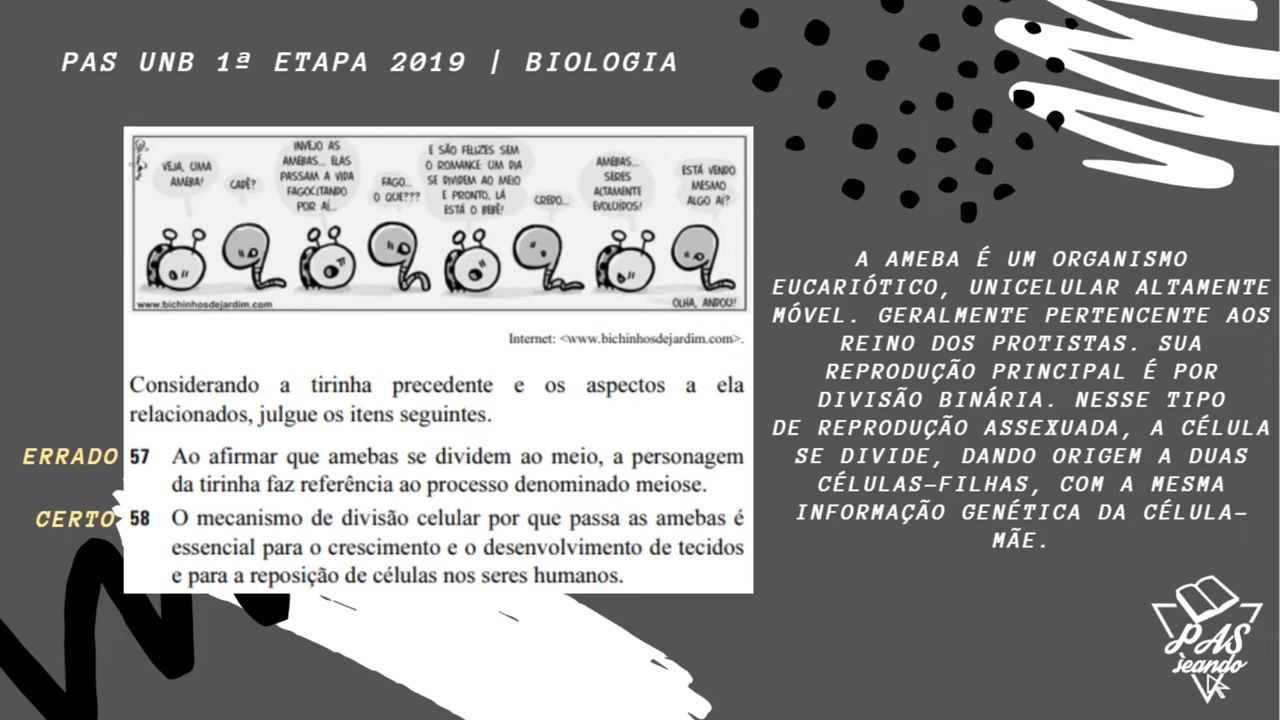 PAS UNB 1ª ETAPA 2019 | BIOLOGIA
VEJA, UMA
AMEBA!
CADÊ?
INVEJO AS
AMEBAS... ELAS
PASSAM A VIDA
FAGOCITANDO
POR AÍ...
FAGO...
O QUE???
E SÃO FELIZES SEM
O ROMANCE: UM DIA
SE DIVIDEM AO MEIO
E PRONTO, LÁ
ESTÁ O BEBÊ!
CREDO...
AMEBAS...
SERES
ALTAMENTE
EVOLUÍDOS!
ESTÁ VENDO
MESMO
ALGO AÍ?
www.bichinhosdejardim.com
OLHA, ANDOU!
Internet: <www.bichinhosdejardim.com>.
Considerando a tirinha precedente e os aspectos a ela
relacionados, julgue os itens seguintes.
ERRADO 57 Ao afirmar que amebas se dividem ao meio, a personagem
da tirinha faz referência ao processo denominado meiose.
CERTO 58 O mecanismo de divisão celular por que passa as amebas é
essencial para o crescimento e o desenvolvimento de tecidos
e para a reposição de células nos seres humanos.
A AMEBA É UM ORGANISMO
EUCARIÓTICO, UNICELULAR ALTAMENTE
MÓVEL. GERALMENTE PERTENCENTE AOS
REINO DOS PROTISTAS. SUA
REPRODUÇÃO PRINCIPAL É POR
DIVISÃO BINÁRIA. NESSE TIPO
DE REPRODUÇÃO ASSEXUADA, A CÉLULA
SE DIVIDE, DANDO ORIGEM A DUAS
CÉLULAS-FILHAS, COM A MESMA
INFORMAÇÃO GENÉTICA DA CÉLULA-
MÃE.
PAS
seando